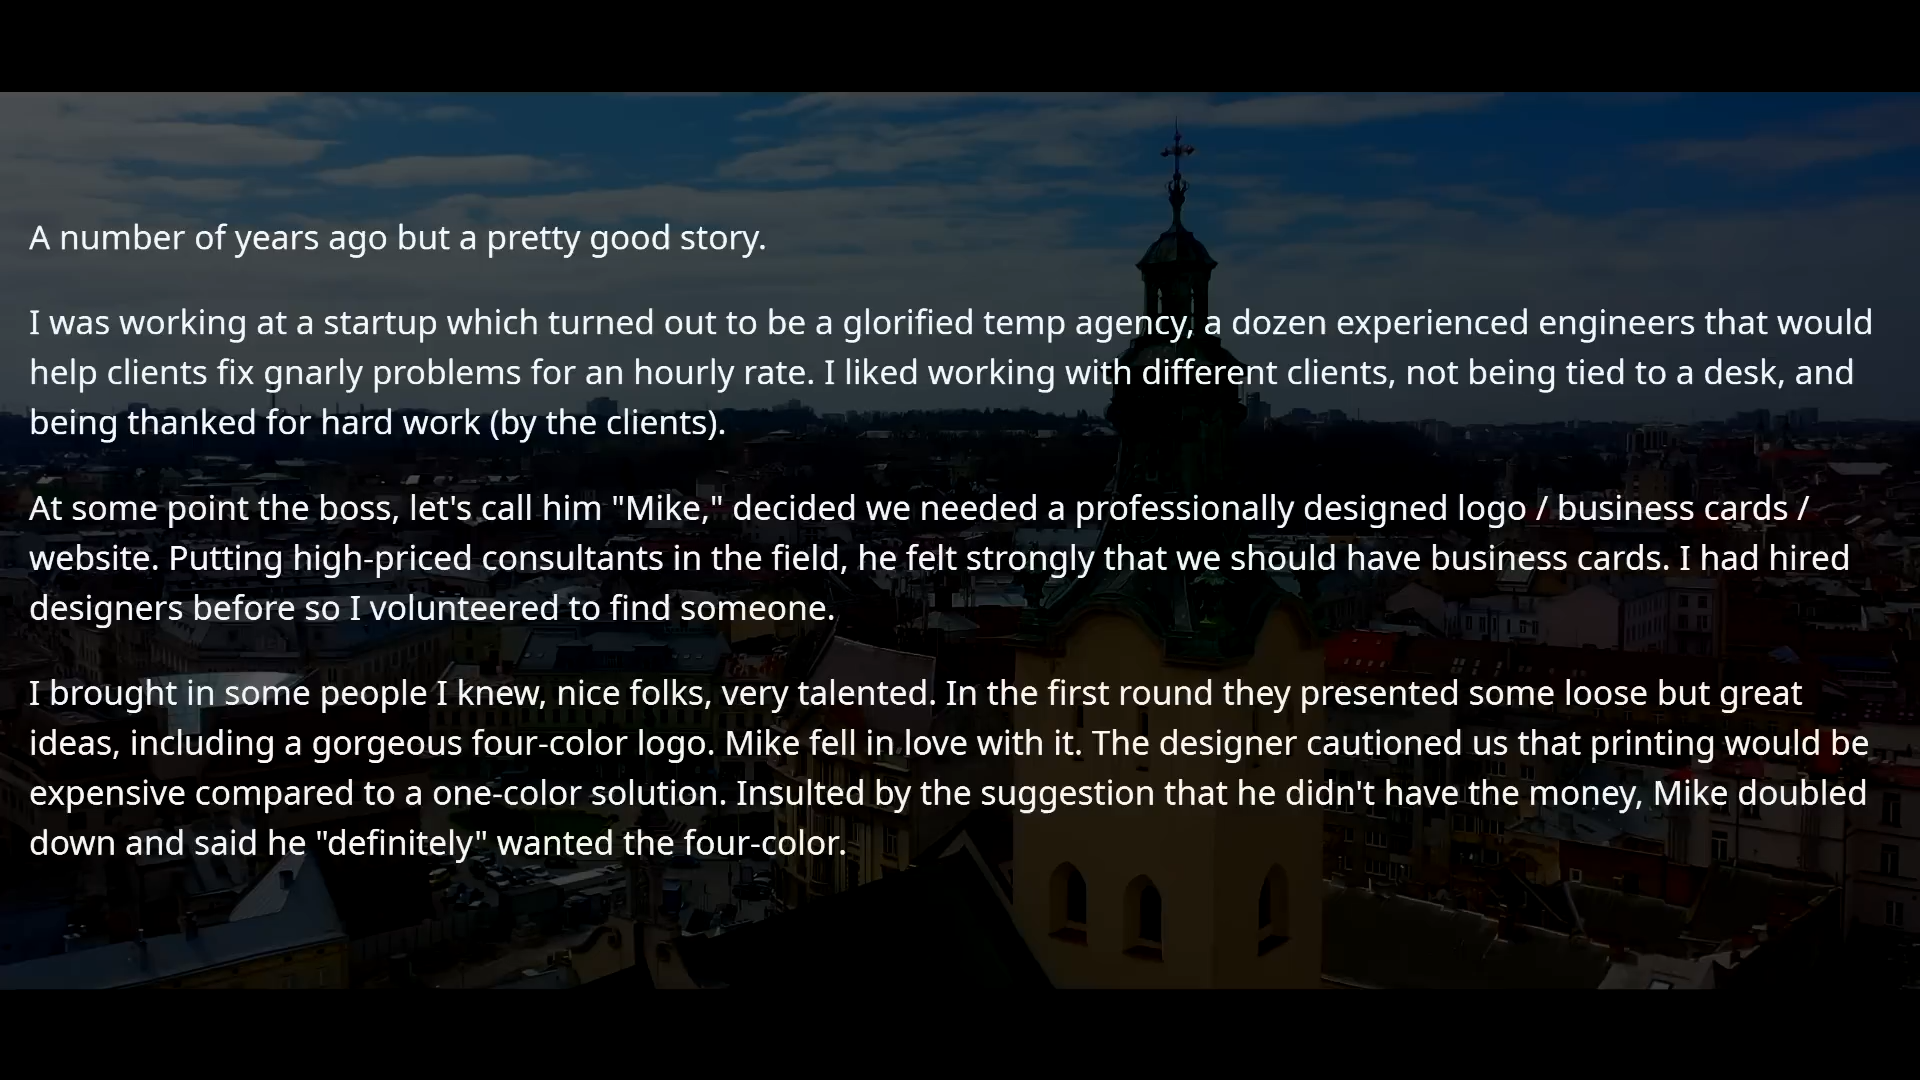 A number of years ago but a pretty good story.
I was working at a startup which turned out to be a glorified temp agency, a dozen experienced engineers that would
help clients fix gnarly problems for an hourly rate. I liked working with different clients, not being tied to a desk, and
being thanked for hard work (by the clients).
At some point the boss, let's call him "Mike," decided we needed a professionally designed logo / business cards /
website. Putting high-priced consultants in the field, he felt strongly that we should have business cards. I had hired
designers before so I volunteered to find someone.
I brought in some people I knew, nice folks, very talented. In the first round they presented some loose but great
ideas, including a gorgeous four-color logo. Mike fell in love with it. The designer cautioned us that printing would be
expensive compared to a one-color solution. Insulted by the suggestion that he didn't have the money, Mike doubled
down and said he "definitely" wanted the four-color.